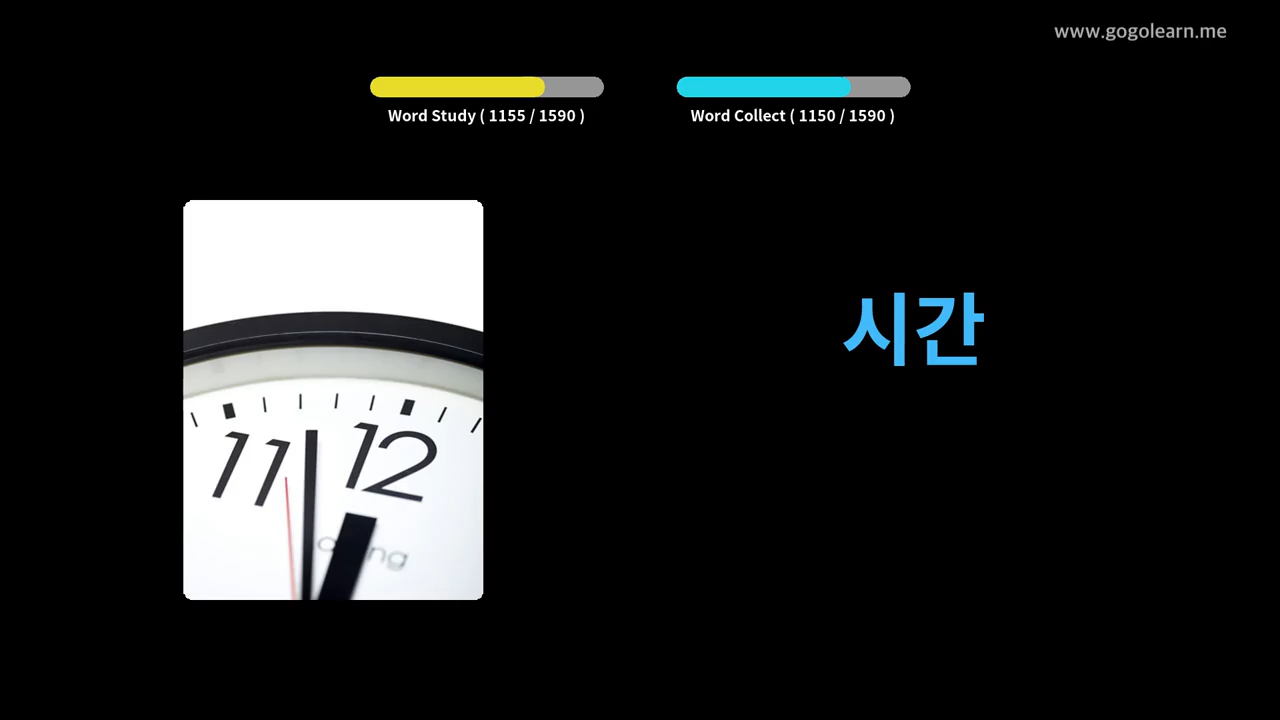 www.gogolearn.me
Word Study ( 1155 / 1590 )
Word Collect ( 1150 / 1590 )
시간
11
12